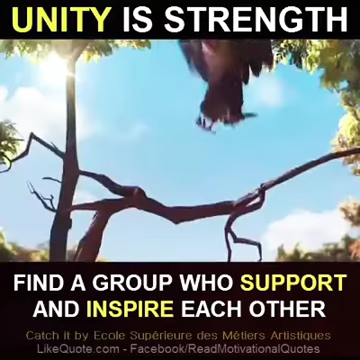 UNITY IS STRENGTH
FIND A GROUP WHO SUPPORT
AND INSPIRE EACH OTHER
Catch it by Ecole Supérieure des Métiers Artistiques
LikeQuote.com - Facebook/ReadMotivationalQuotes